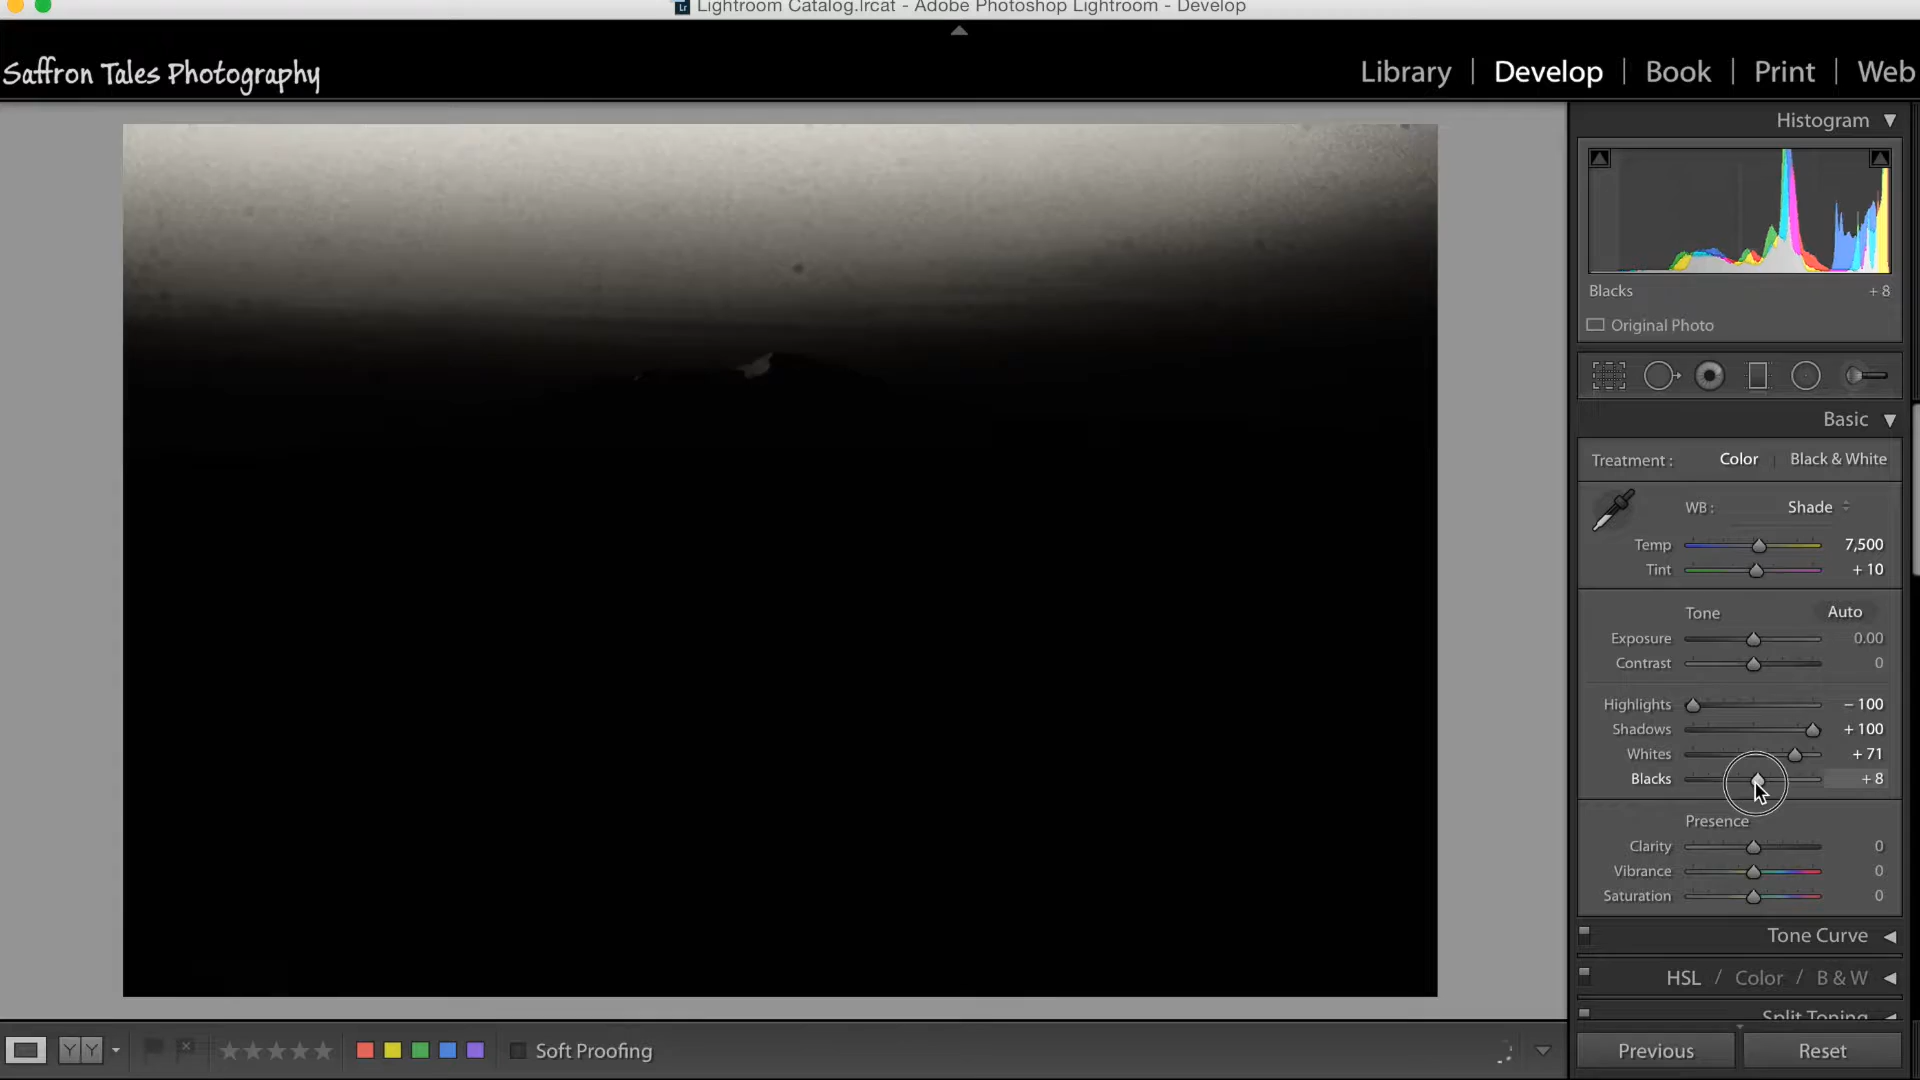 Lightroom Catalog.lrcat - Adobe Photoshop Lightroom - Develop
Lr
Saffron Tales Photography
Library | Develop | Book | Print | Web
Histogram
Blacks +8
Original Photo
Basic
Treatment : Color Black & White
WB : Shade
Temp 7,500
Tint +10
Tone Auto
Exposure 0.00
Contrast 0
Highlights −100
Shadows +100
Whites +71
Blacks +8
Presence
Clarity 0
Vibrance 0
Saturation 0
Tone Curve
HSL / Color / B & W
Split Toning
Y Y Soft Proofing Previous Reset